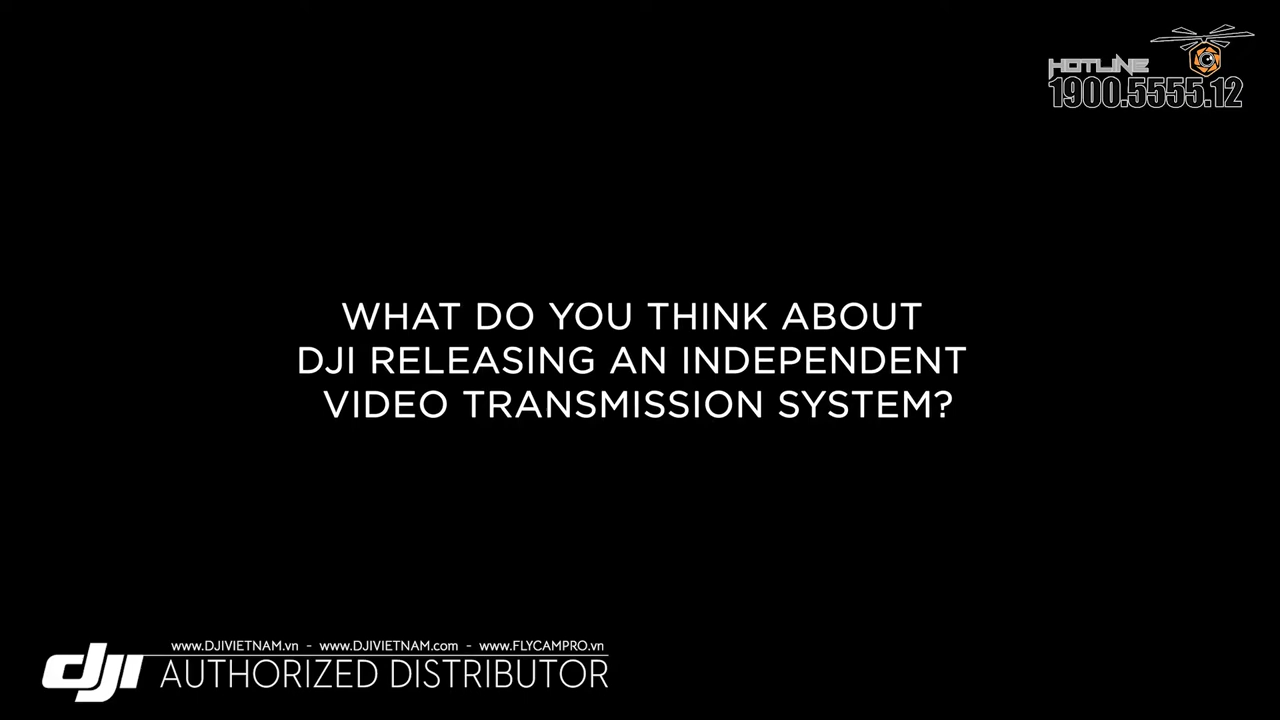 HOTLINE
1900.5555.12
WHAT DO YOU THINK ABOUT
DJI RELEASING AN INDEPENDENT
VIDEO TRANSMISSION SYSTEM?
www.DJIVIETNAM.vn - www.DJIVIETNAM.com - www.FLYCAMPRO.vn
dji AUTHORIZED DISTRIBUTOR